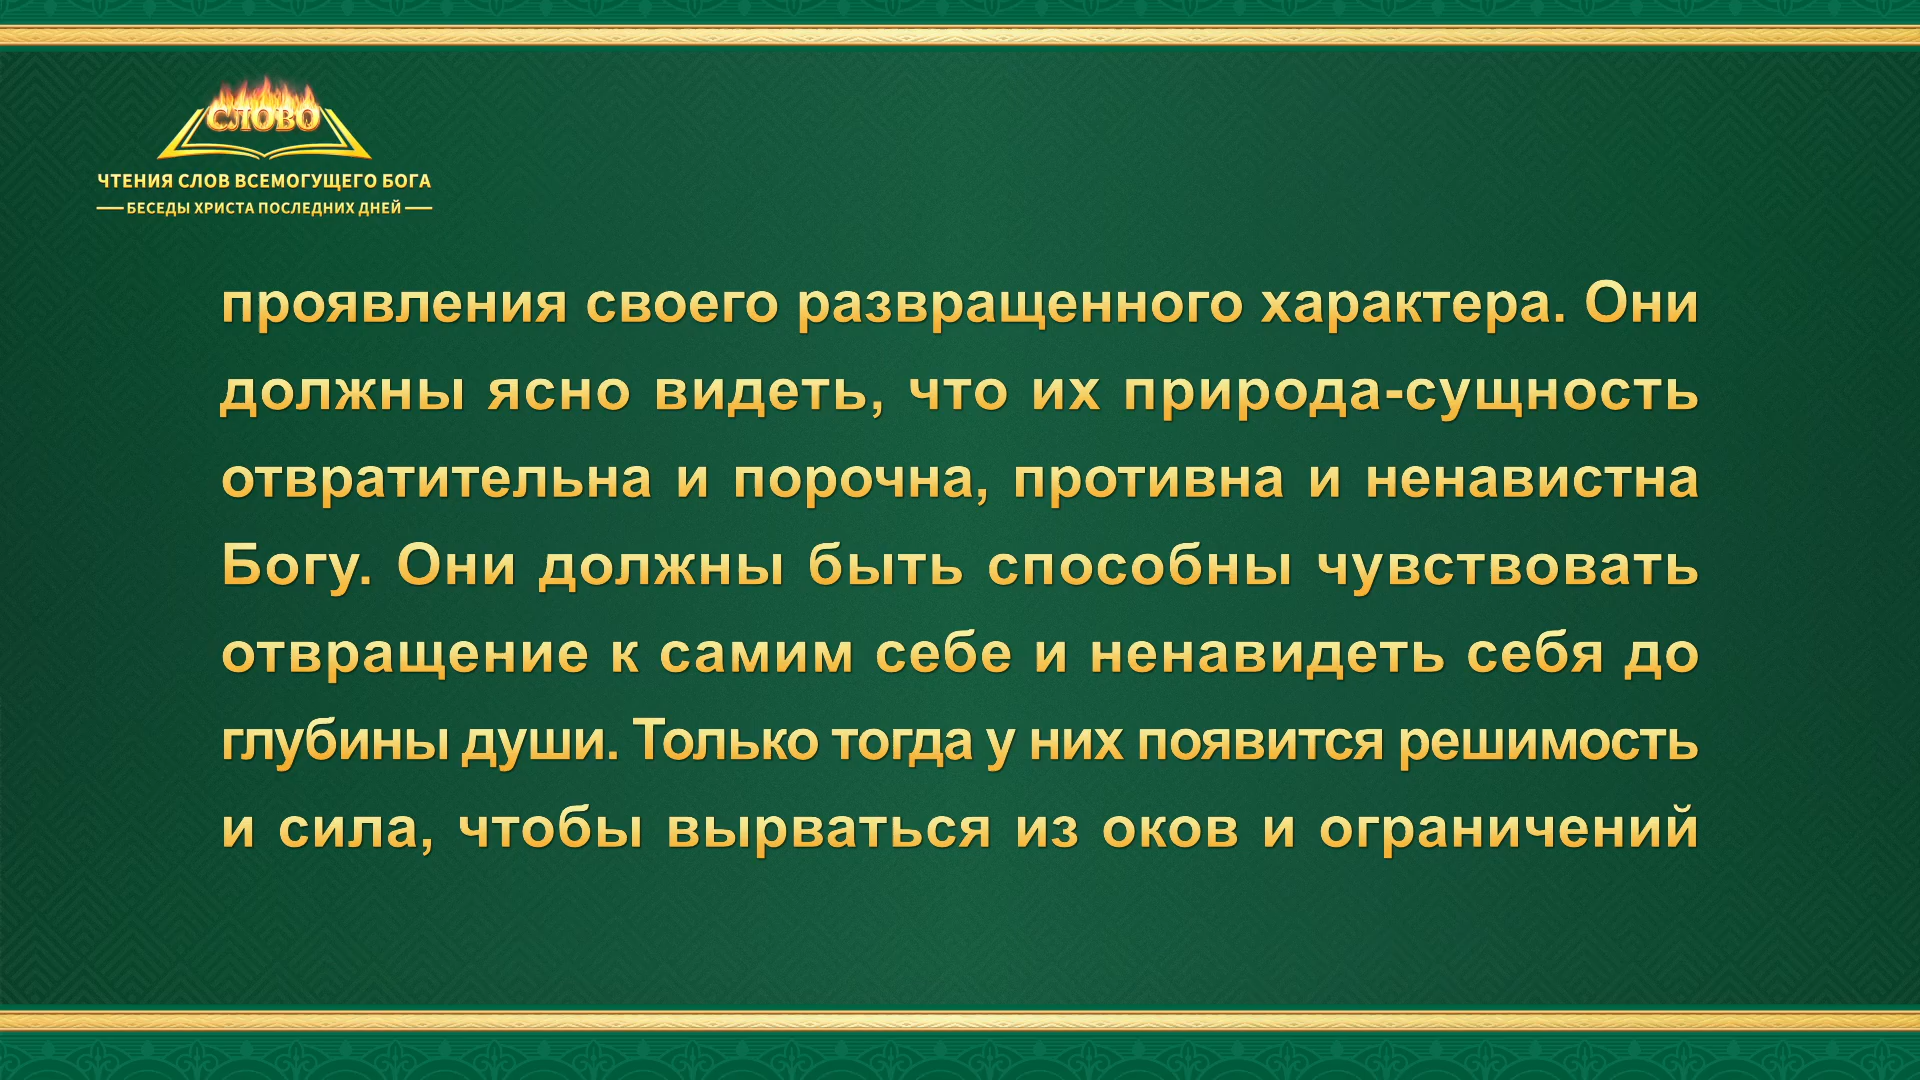 СЛОВО
ЧТЕНИЯ СЛОВ ВСЕМОГУЩЕГО БОГА
БЕСЕДЫ ХРИСТА ПОСЛЕДНИХ ДНЕЙ
проявления своего развращенного характера. Они
должны ясно видеть, что их природа-сущность
отвратительна и порочна, противна и ненавистна
Богу. Они должны быть способны чувствовать
отвращение к самим себе и ненавидеть себя до
глубины души. Только тогда у них появится решимость
и сила, чтобы вырваться из оков и ограничений